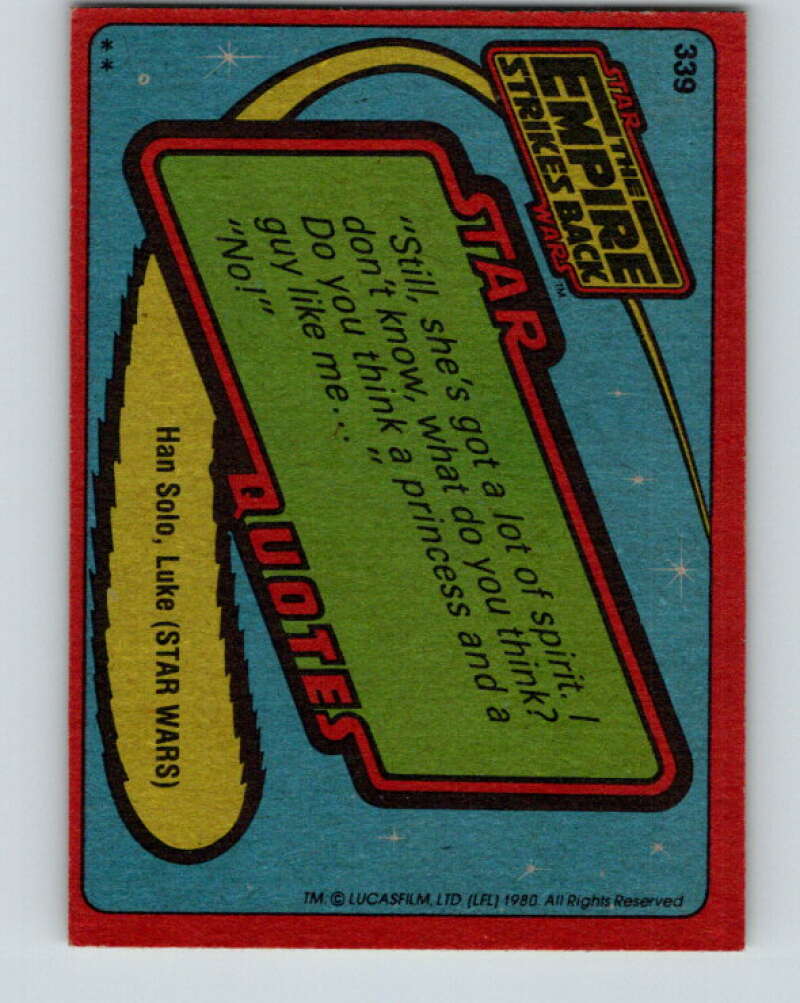 339
STAR
THE
EMPIRE
STRIKES BACK
WARS™
STAR
"Still, she's got a lot of spirit. I
don't know, what do you think?
Do you think a princess and a
guy like me..."
"No!"
QUOTES
Han Solo, Luke (STAR WARS)
**
TM. © LUCASFILM, LTD (LFL) 1980. All Rights Reserved